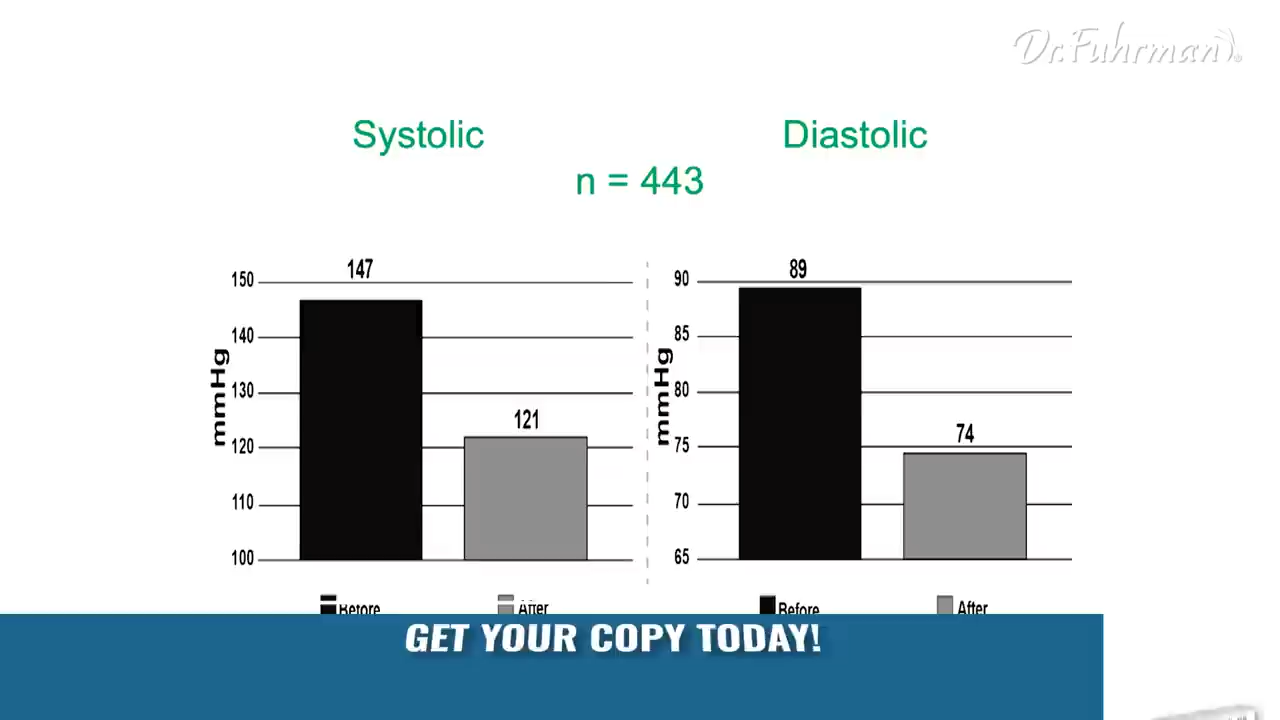 Dr.Fuhrman
Systolic
Diastolic
n = 443
147
150
140
130
120
110
100
mmHg
121
89
90
85
80
75
70
65
mmHg
74
Before
After
Before
After
GET YOUR COPY TODAY!